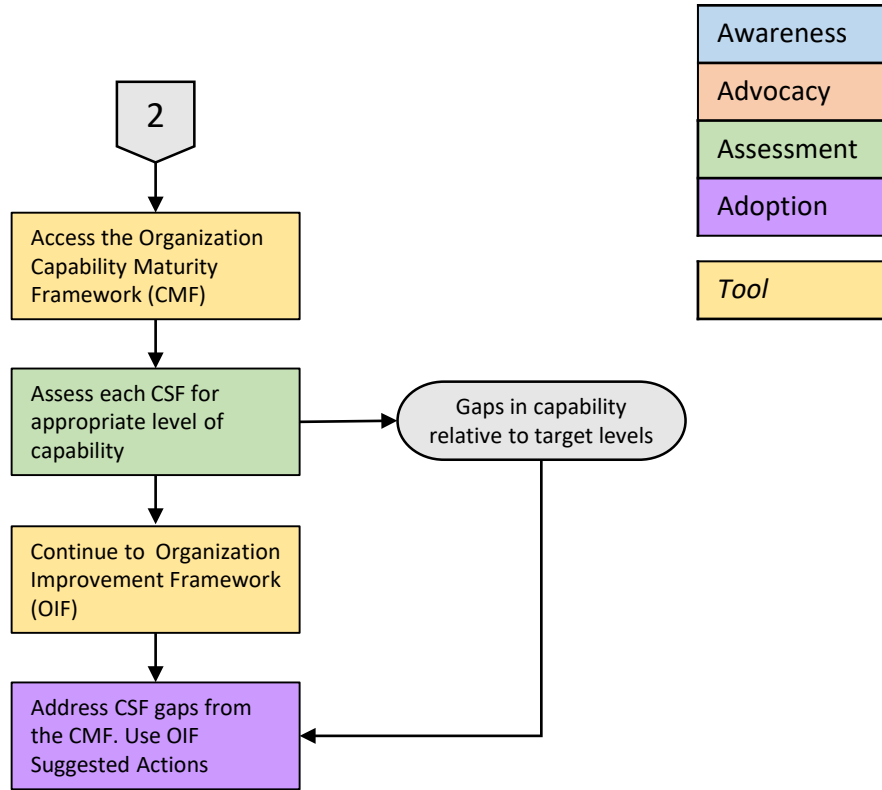 2
Access the Organization
Capability Maturity
Framework (CMF)
Assess each CSF for
appropriate level of
capability
Gaps in capability
relative to target levels
Continue to  Organization
Improvement Framework
(OIF)
Address CSF gaps from
the CMF. Use OIF
Suggested Actions
Awareness
Advocacy
Assessment
Adoption
Tool